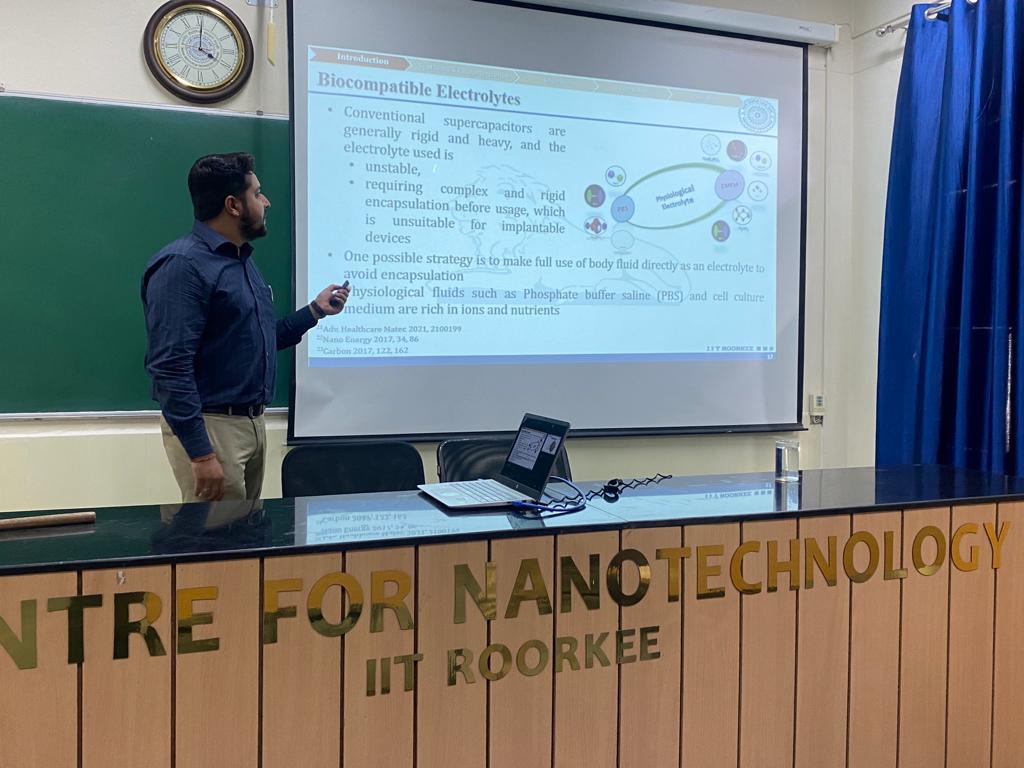 Introduction
Biocompatible Electrolytes
• Conventional supercapacitors are
generally rigid and heavy, and the
electrolyte used is
• unstable,
• requiring complex and rigid
encapsulation before usage, which
is unsuitable for implantable
devices
• One possible strategy is to make full use of body fluid directly as an electrolyte to
avoid encapsulation
Physiological fluids such as Phosphate buffer saline (PBS) and cell culture
medium are rich in ions and nutrients
Physiological
Electrolyte
PBS
DMEM
Adv. Healthcare Mater. 2021, 2100199
Nano Energy 2017, 34, 86
Carbon 2017, 122, 162
IIT ROORKEE
57
NTRE FOR NANOTECHNOLOGY
IIT ROORKEE